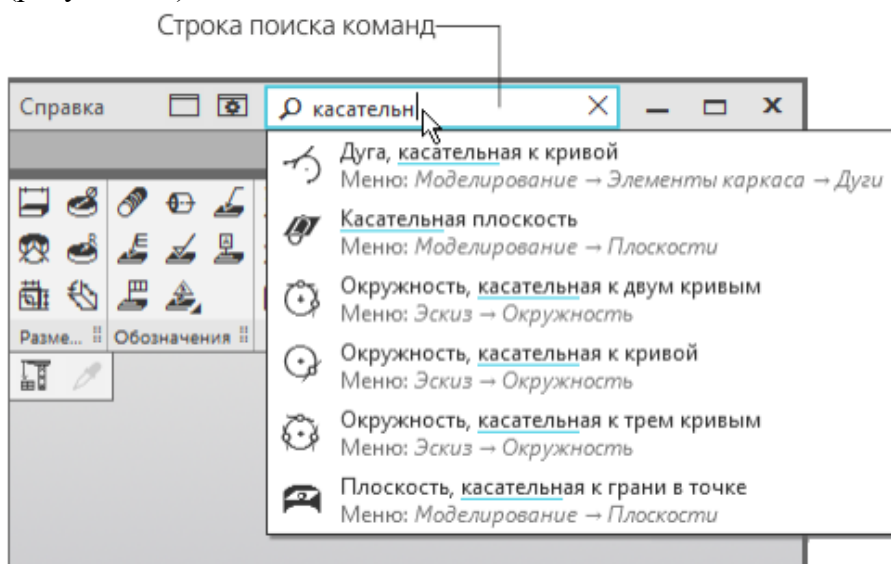 Строка поиска команд
Справка
касательн
Дуга, касательная к кривой
Меню: Моделирование → Элементы каркаса → Дуги
Касательная плоскость
Меню: Моделирование → Плоскости
Окружность, касательная к двум кривым
Меню: Эскиз → Окружность
Окружность, касательная к кривой
Меню: Эскиз → Окружность
Окружность, касательная к трем кривым
Меню: Эскиз → Окружность
Плоскость, касательная к грани в точке
Меню: Моделирование → Плоскости
Разме... Обозначения